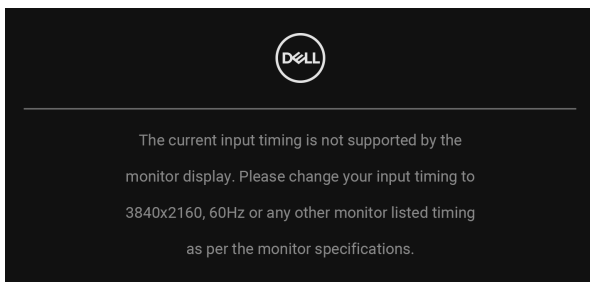 DELL
The current input timing is not supported by the
monitor display. Please change your input timing to
3840x2160, 60Hz or any other monitor listed timing
as per the monitor specifications.